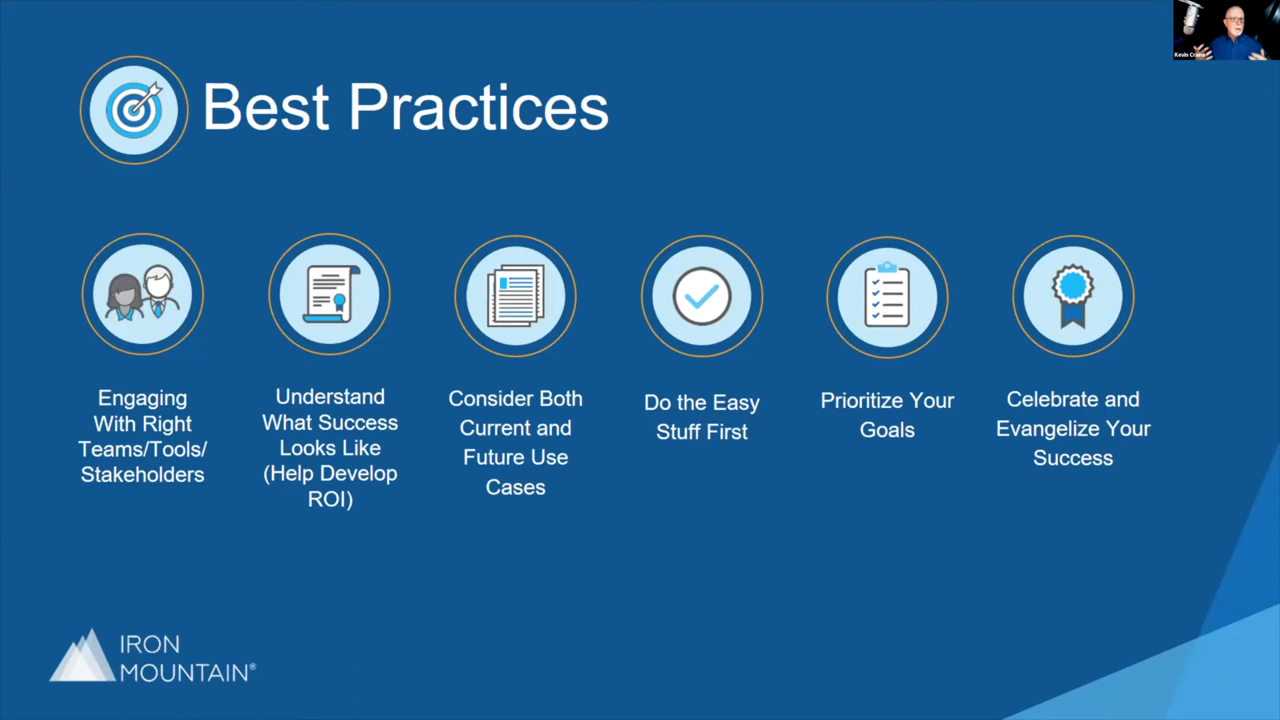 Best Practices
Engaging
With Right
Teams/Tools/
Stakeholders
Understand
What Success
Looks Like
(Help Develop
ROI)
Consider Both
Current and
Future Use
Cases
Do the Easy
Stuff First
Prioritize Your
Goals
Celebrate and
Evangelize Your
Success
IRON
MOUNTAIN®
Kevin